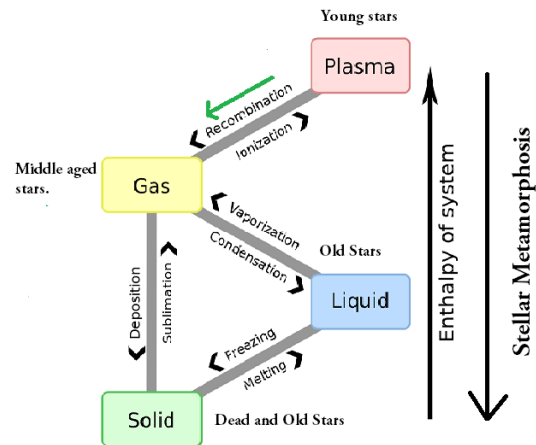 Young stars
Plasma
Recombination
Ionization
Middle aged
stars.
Gas
Vaporization
Condensation
Old Stars
Liquid
Deposition
Sublimation
Freezing
Melting
Solid
Dead and Old Stars
Enthalpy of system
Stellar Metamorphosis